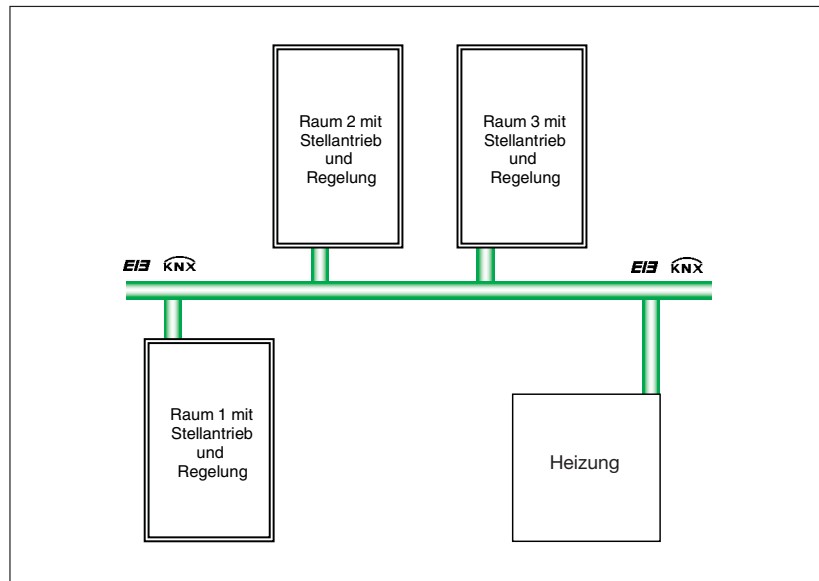 Raum 2 mit
Stellantrieb
und
Regelung
Raum 3 mit
Stellantrieb
und
Regelung
EIB KNX
EIB KNX
Raum 1 mit
Stellantrieb
und
Regelung
Heizung